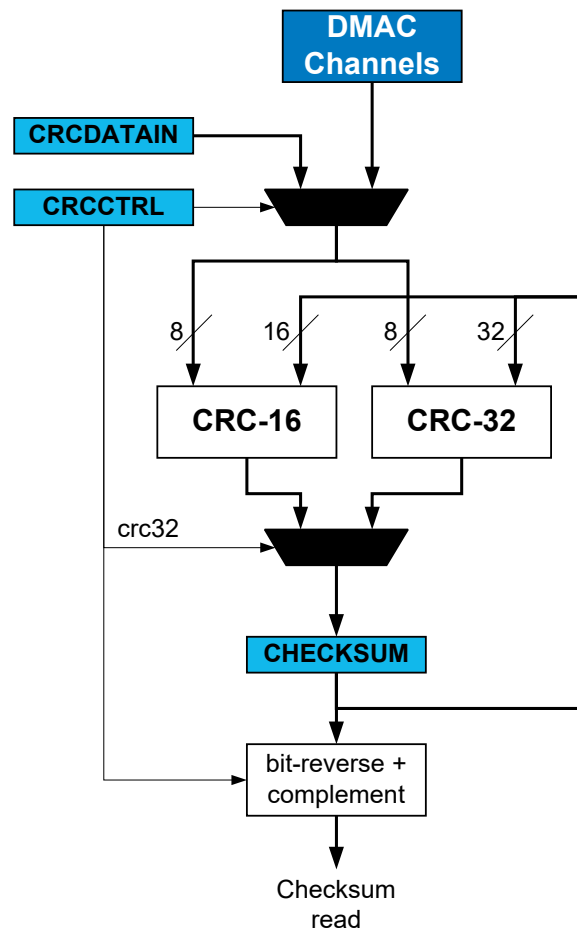 DMAC
Channels
CRCDATAIN
CRCCTRL
8
16
8
32
CRC-16
CRC-32
crc32
CHECKSUM
bit-reverse +
complement
Checksum
read